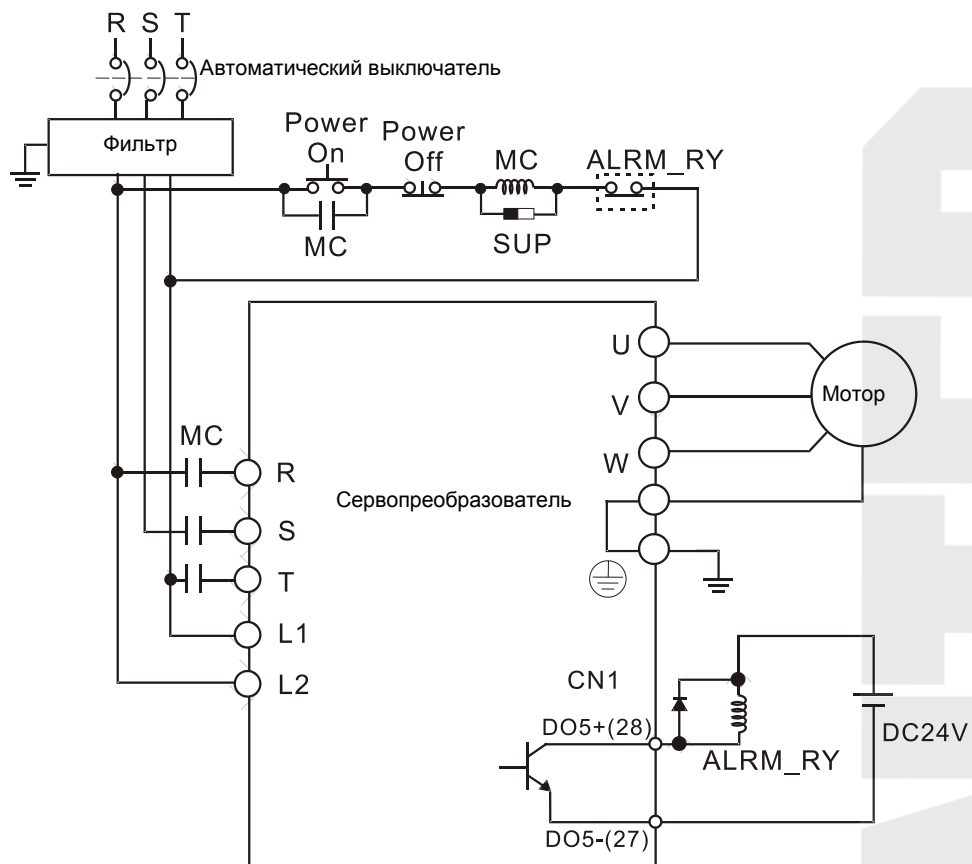 R S T
Автоматический выключатель
Фильтр
Power On
Power Off
MC
ALRM_RY
MC
SUP
U
V
W
Мотор
MC
R
S
T
L1
L2
Сервопреобразователь
CN1
DO5+(28)
ALRM_RY
DC24V
DO5-(27)